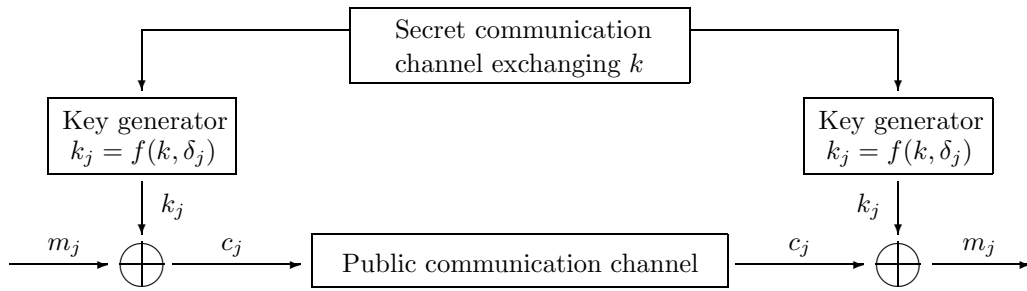 Secret communication
channel exchanging k
Key generator
k_j = f(k, δ_j)
Key generator
k_j = f(k, δ_j)
k_j
k_j
m_j
c_j
Public communication channel
c_j
m_j